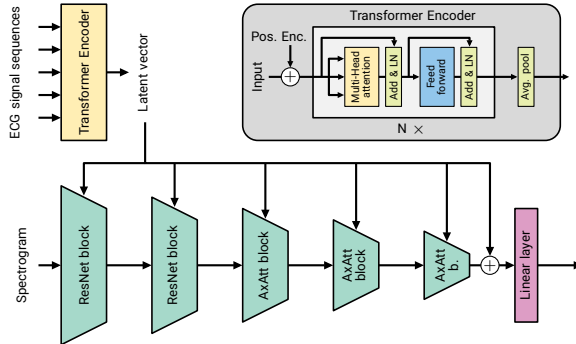 ECG signal sequences
Transformer Encoder
Latent vector
Transformer Encoder
Pos. Enc.
Input
Multi-Head
attention
Add & LN
Feed
forward
Add & LN
Avg. pool
N ×
Spectrogram
ResNet block
ResNet block
AxAtt block
AxAtt
block
AxAtt
b.
Linear layer